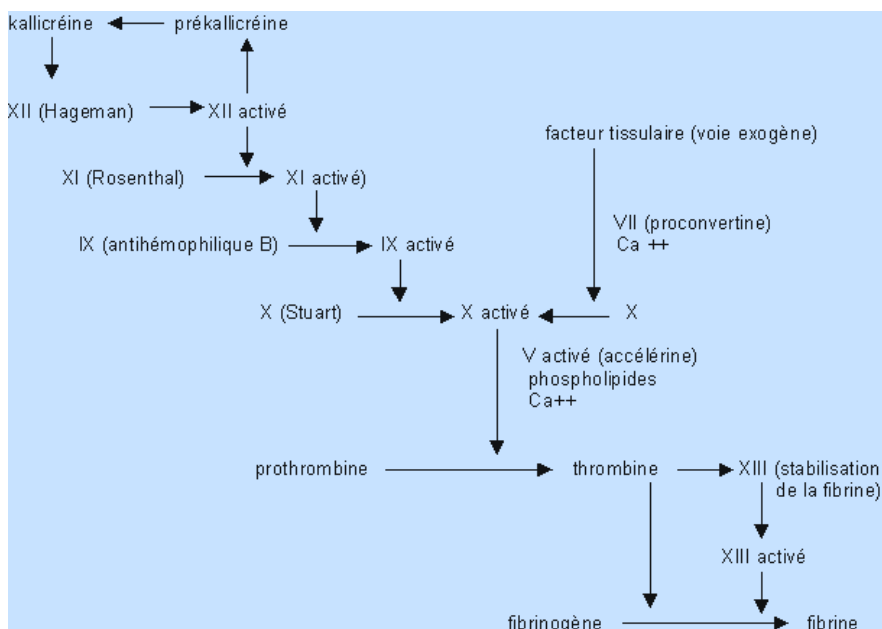 kallicréine prékallicréine
XII (Hageman) XII activé
facteur tissulaire (voie exogène)
XI (Rosenthal) XI activé)
VII (proconvertine)
Ca ++
IX (antihémophilique B) IX activé
X (Stuart) X activé X
V activé (accélérine)
phospholipides
Ca++
prothrombine thrombine XIII (stabilisation
de la fibrine)
XIII activé
fibrinogène fibrine